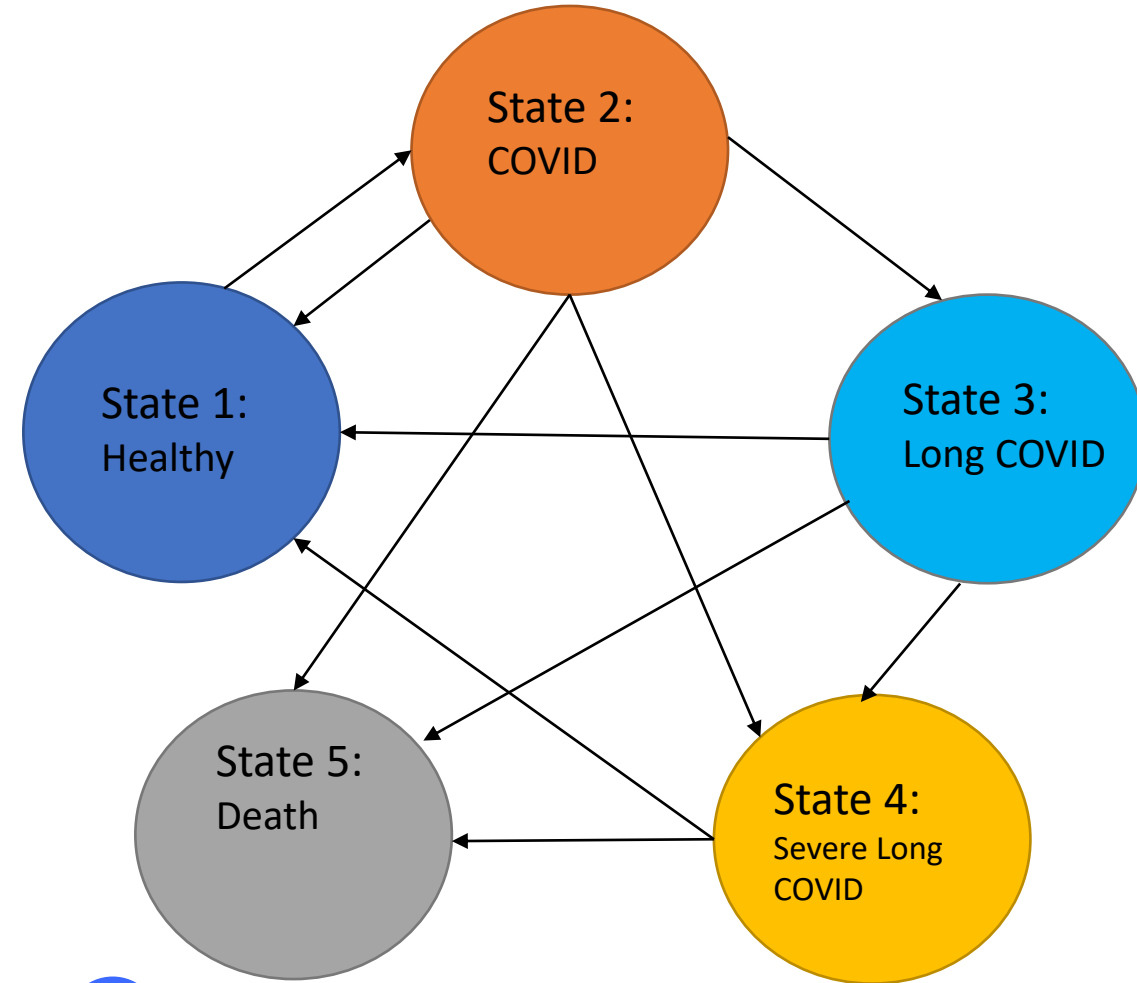 State 2:
COVID
State 1:
Healthy
State 3:
Long COVID
State 5:
Death
State 4:
Severe Long
COVID